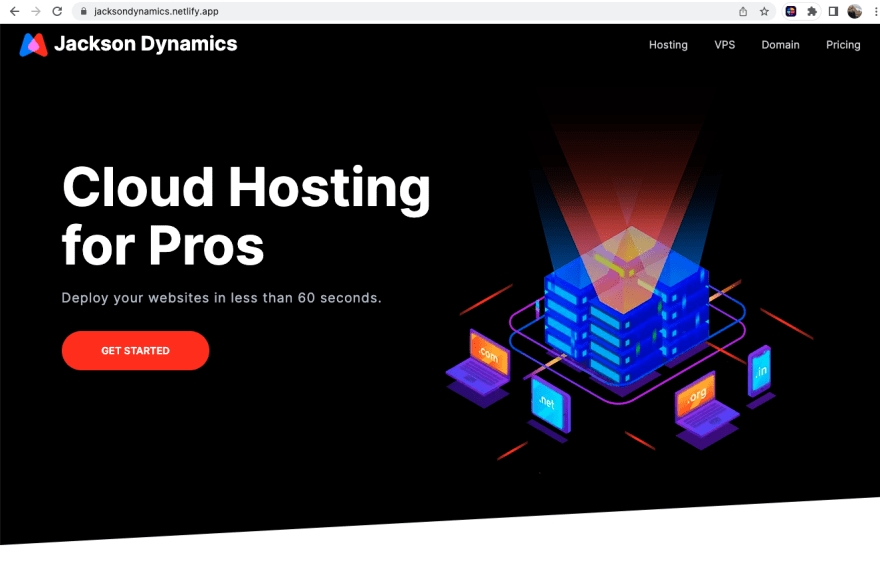 jacksondynamics.netlify.app
Jackson Dynamics
Hosting
VPS
Domain
Pricing
Cloud Hosting
for Pros
Deploy your websites in less than 60 seconds.
GET STARTED
.com
.net
.org
.in